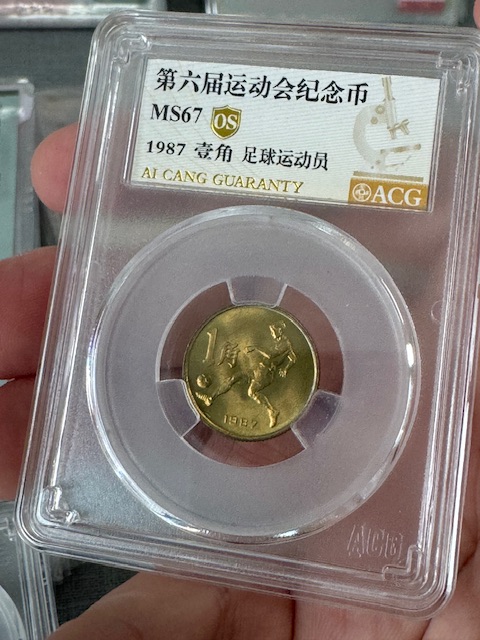 第六届运动会纪念币
MS67 OS
1987 壹角 足球运动员
AI CANG GUARANTY
ACG
1角
1987
ACG